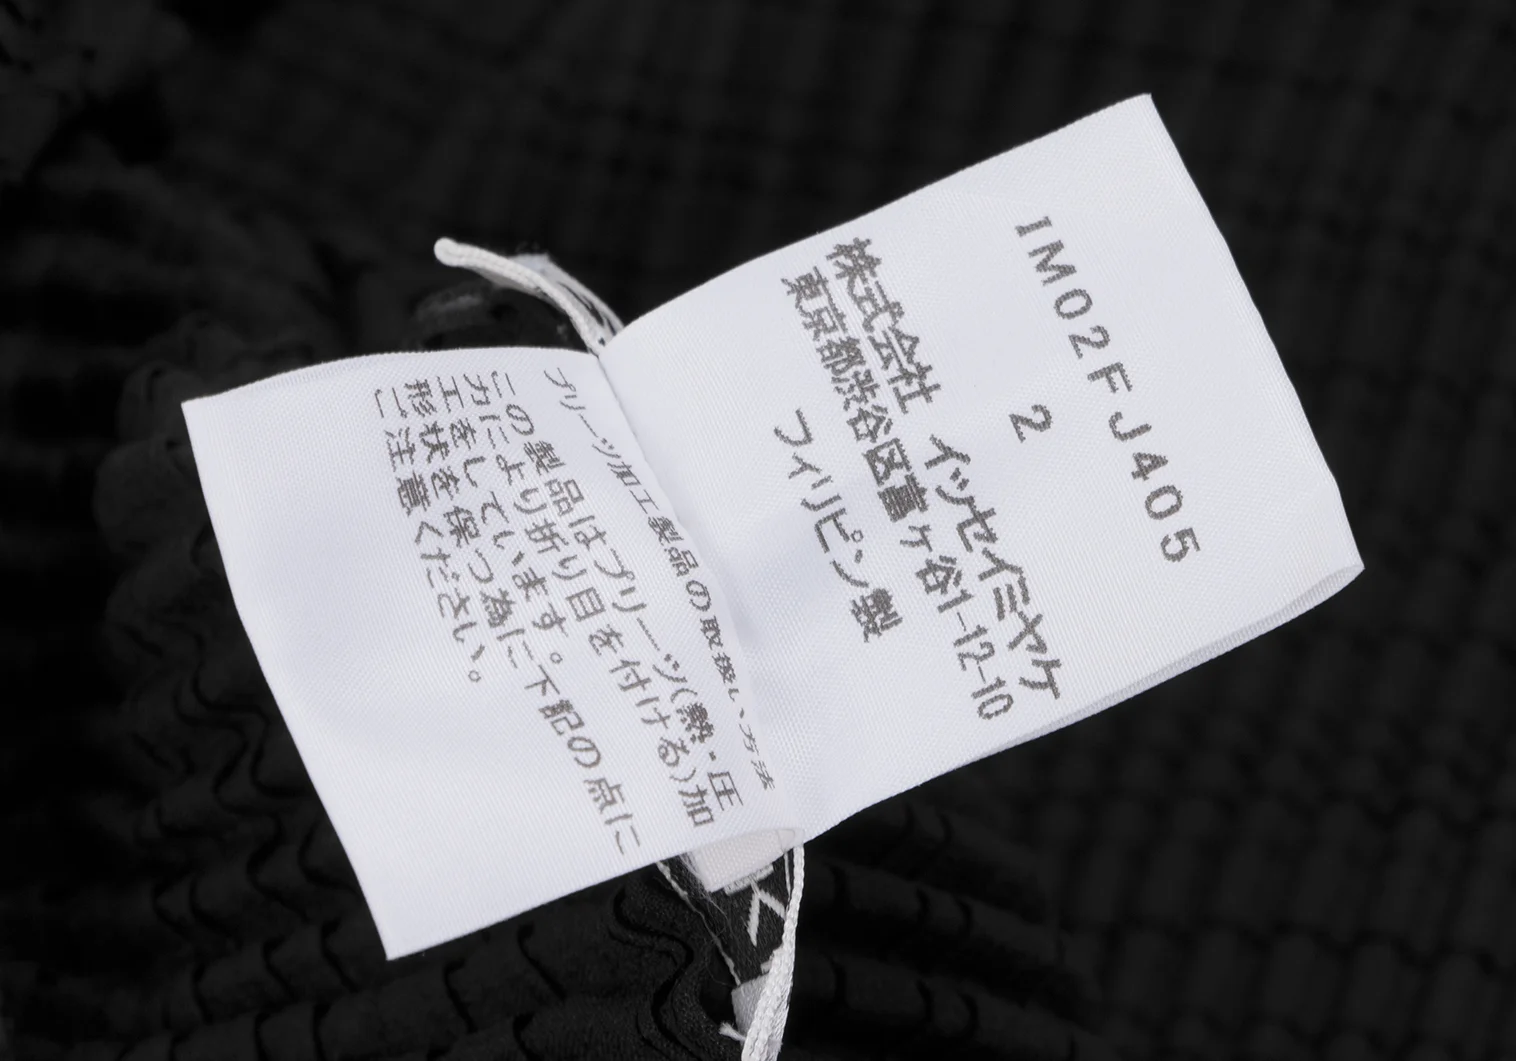 IM02FJ405
2
株式会社 イッセイミヤケ
東京都渋谷区富ヶ谷1-12-10
フィリピン製
プリーツ加工製品の取扱い方法
この製品はプリーツ(熱・圧
力により折り目を付ける)加
工をしています。下記の点に
形状を保つ為に
ご注意ください。